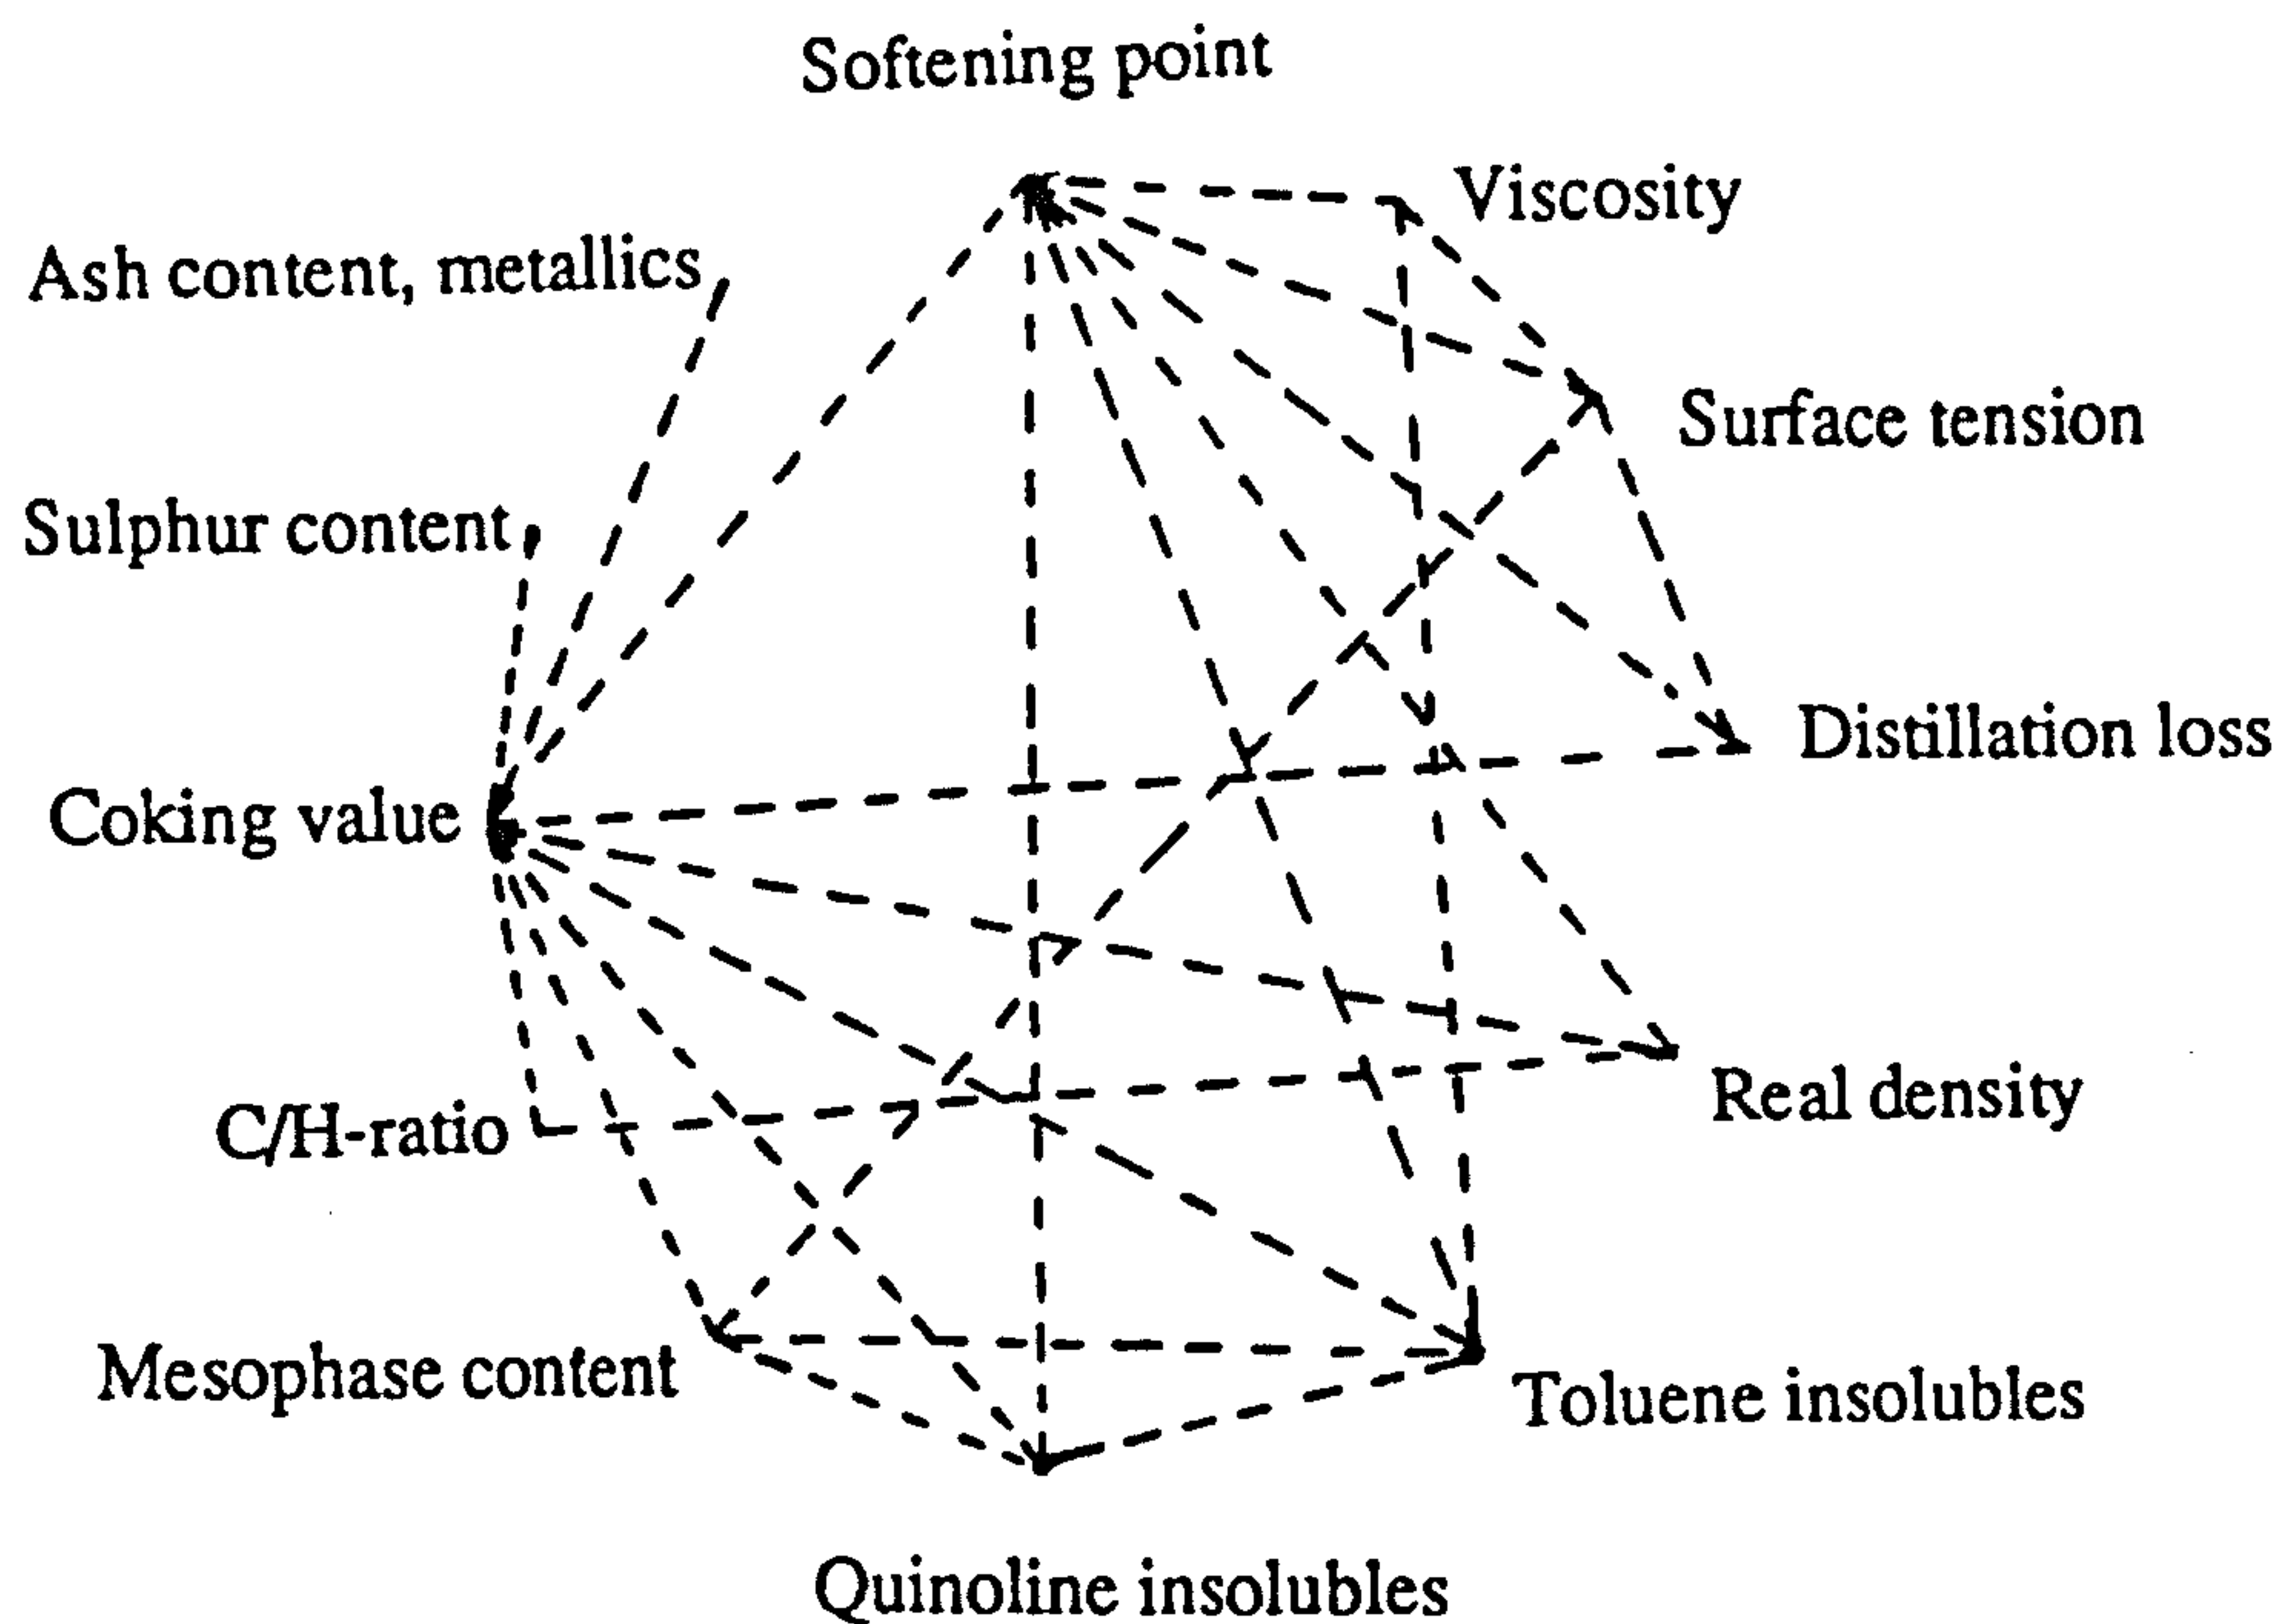 Softening point
Viscosity
Ash content, metallics
Surface tension
Sulphur content
Distillation loss
Coking value
Real density
C/H-ratio
Mesophase content
Toluene insolubles
Quinoline insolubles